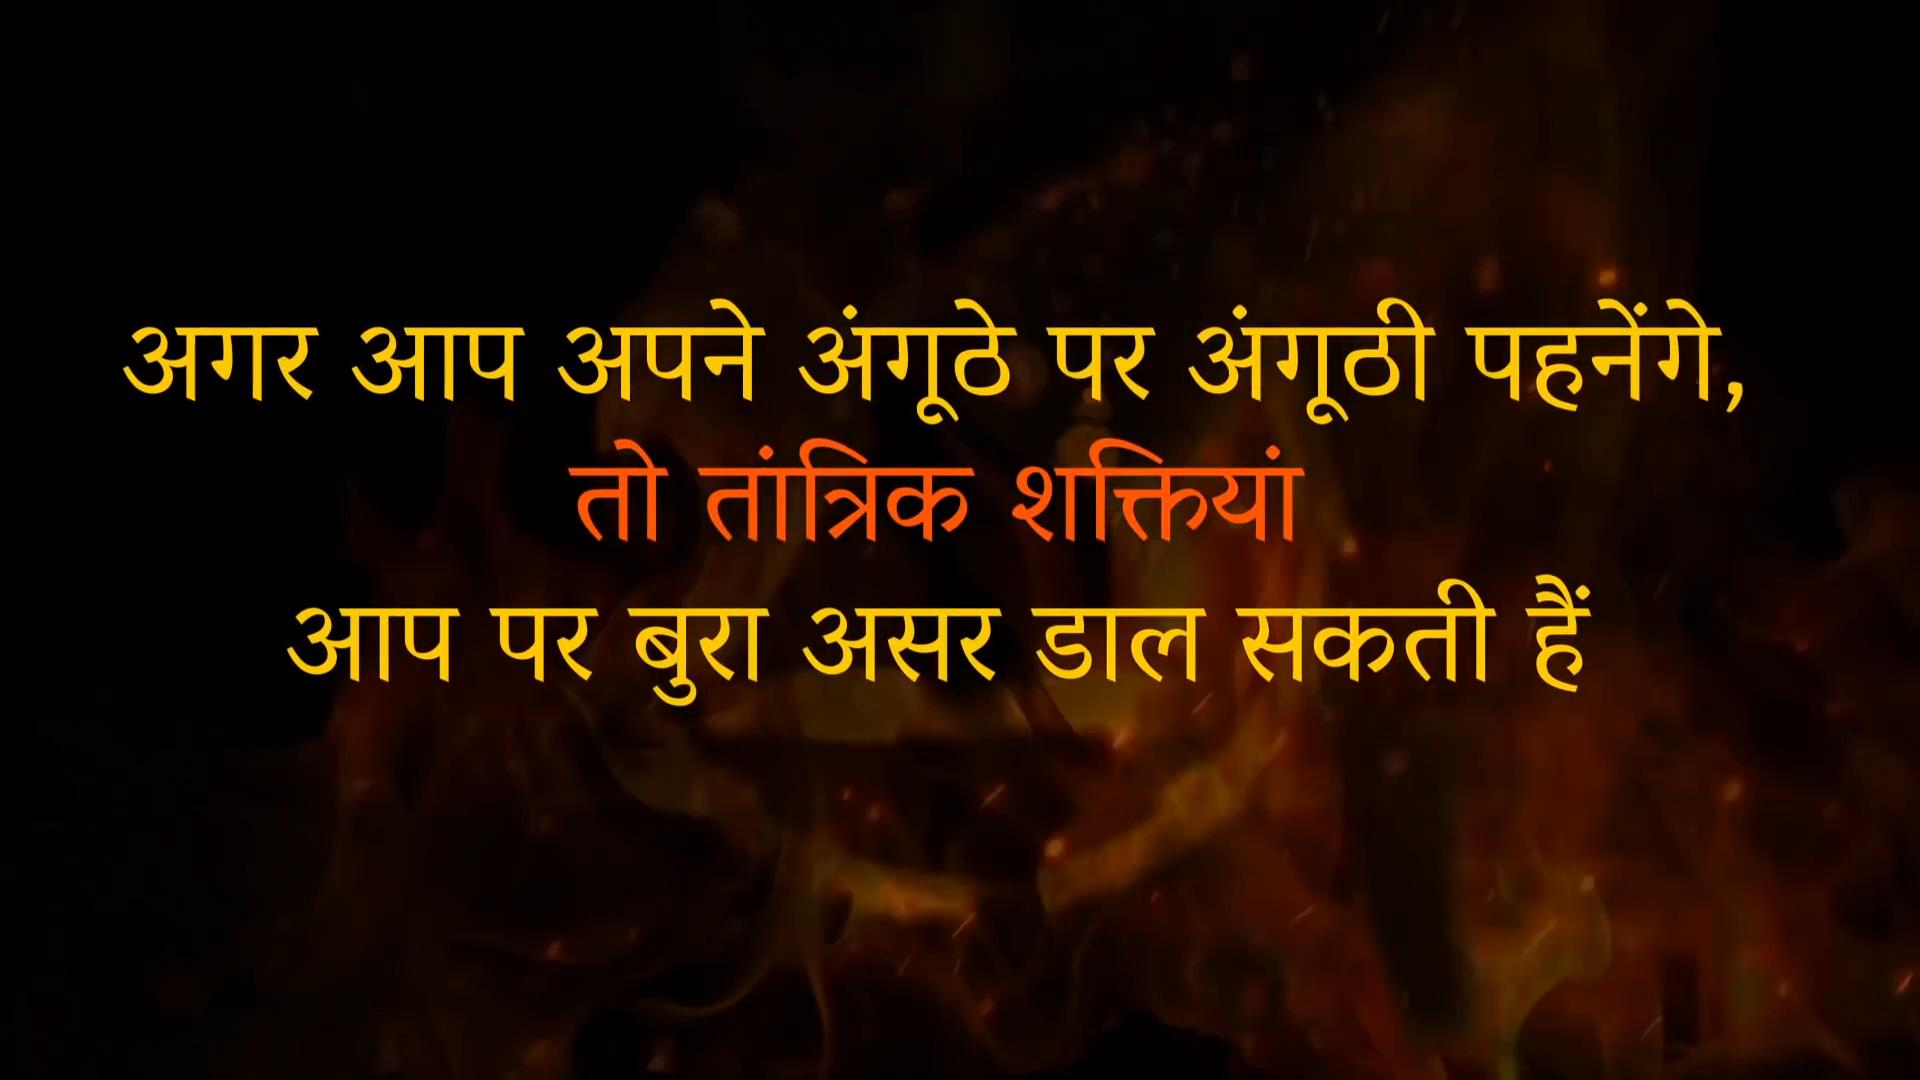 अगर आप अपने अंगूठे पर अंगूठी पहनेंगे,
तो तांत्रिक शक्तियां
आप पर बुरा असर डाल सकती हैं